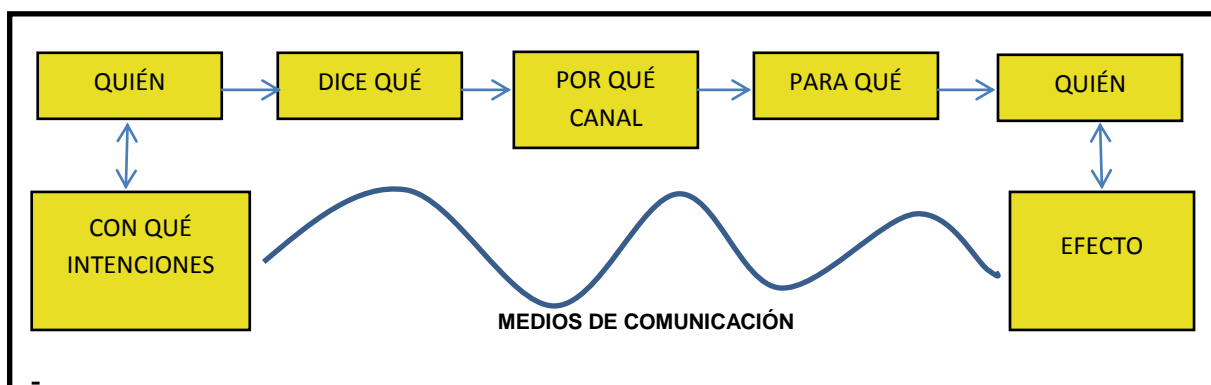 QUIÉN
DICE QUÉ
POR QUÉ
CANAL
PARA QUÉ
QUIÉN
CON QUÉ
INTENCIONES
EFECTO
MEDIOS DE COMUNICACIÓN
-